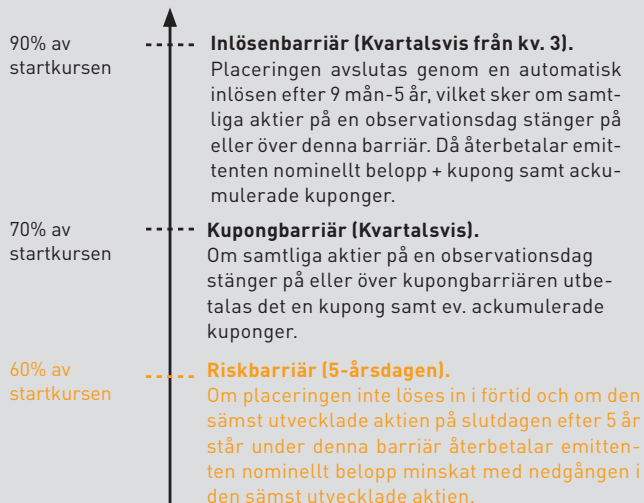 90% av
startkursen
Inlösenbarriär (Kvartalsvis från kv. 3).
Placeringen avslutas genom en automatisk
inlösen efter 9 mån-5 år, vilket sker om samt-
liga aktier på en observationsdag stänger på
eller över denna barriär. Då återbetalar emit-
tenten nominellt belopp + kupong samt acku-
mulerade kuponger.
70% av
startkursen
Kupongbarriär (Kvartalsvis).
Om samtliga aktier på en observationsdag
stänger på eller över kupongbarriären utbe-
talas det en kupong samt ev. ackumulerade
kuponger.
60% av
startkursen
Riskbarriär (5-årsdagen).
Om placeringen inte löses in i förtid och om den
sämst utvecklade aktien på slutdagen efter 5 år
står under denna barriär återbetalar emitten-
ten nominellt belopp minskat med nedgången i
den sämst utvecklade aktien.